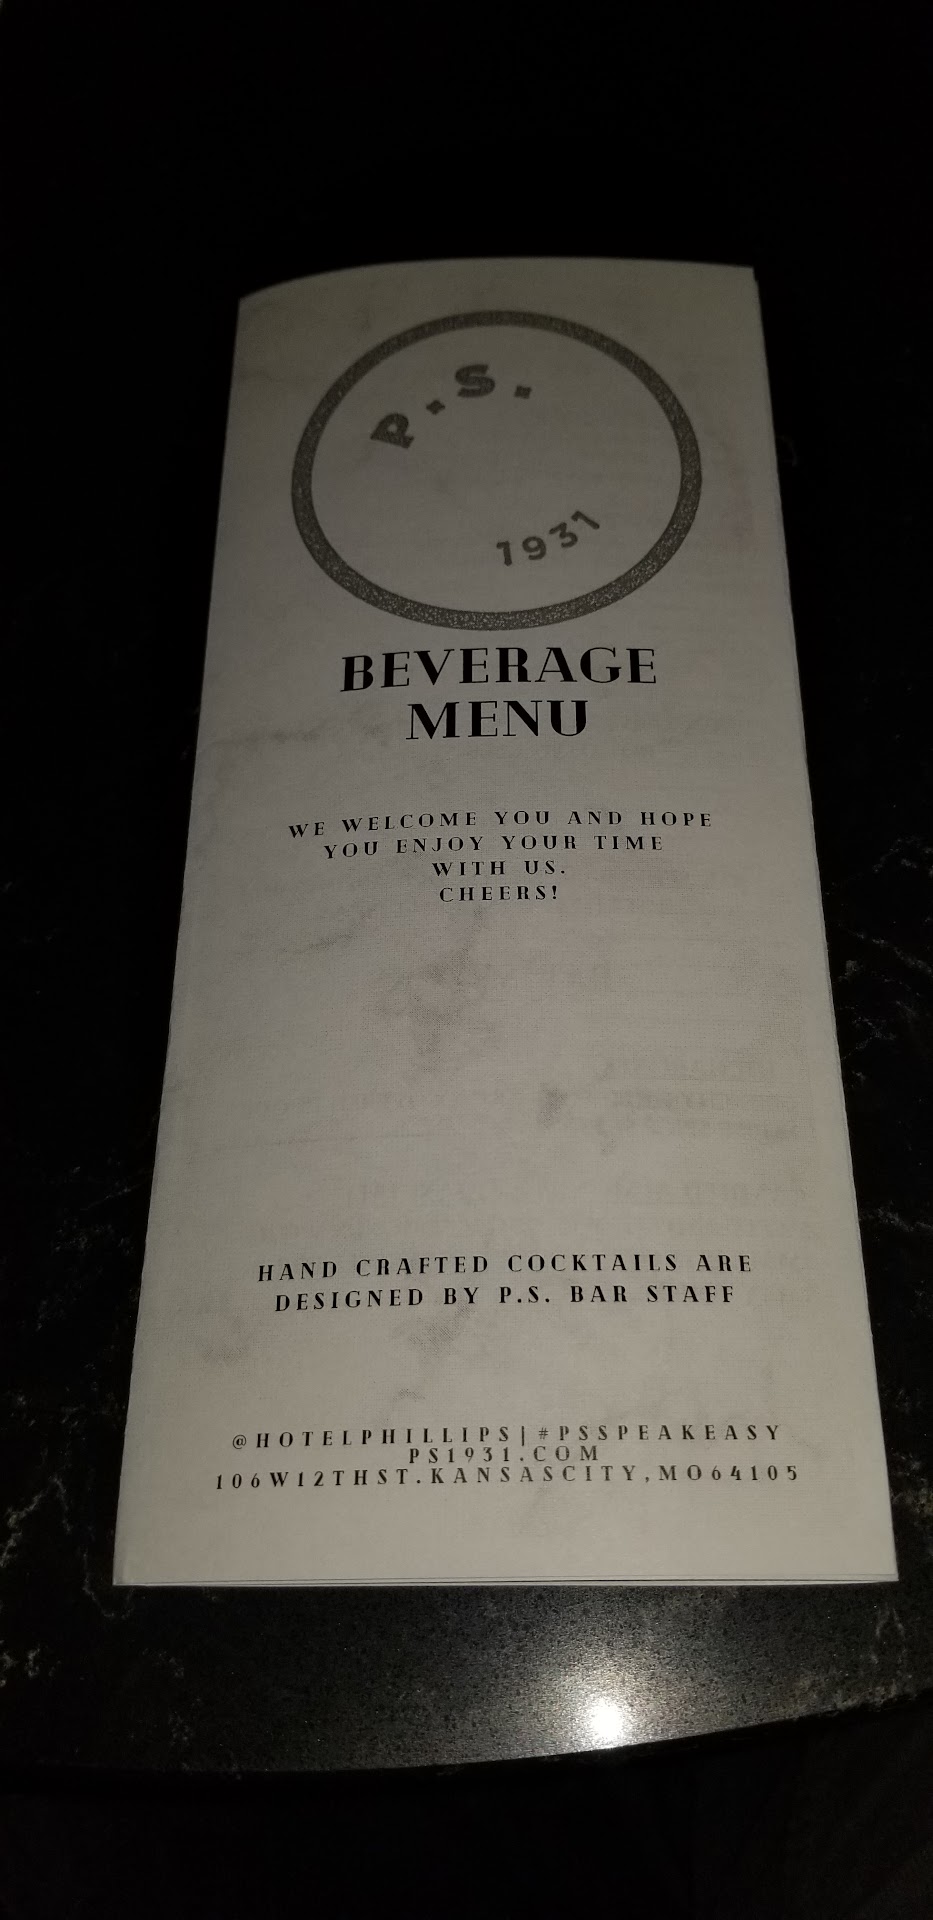 P.S.
1931
BEVERAGE
MENU
WE WELCOME YOU AND HOPE
YOU ENJOY YOUR TIME
WITH US.
CHEERS!
HAND CRAFTED COCKTAILS ARE
DESIGNED BY P.S. BAR STAFF
@HOTELPHILLIPS|#PSSPEAKEASY
PS1931.COM
106W12THST.KANSASCITY,MO64105